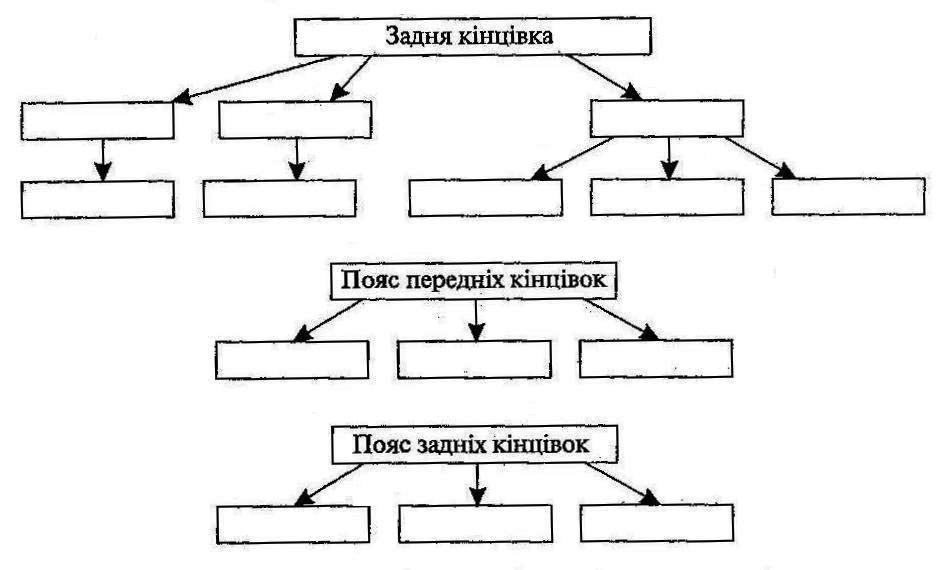 Задня кінцівка
Пояс передніх кінцівок
Пояс задніх кінцівок